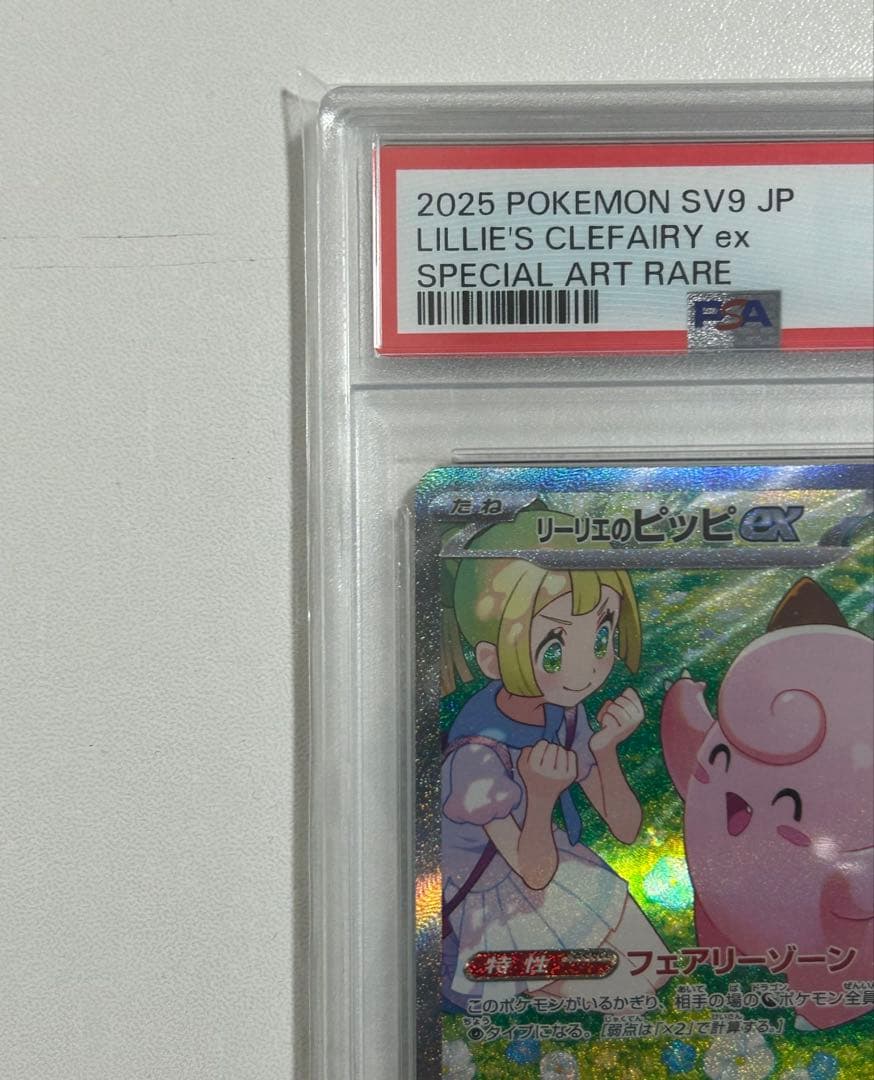 2025 POKEMON SV9 JP
LILLIE'S CLEFAIRY ex
SPECIAL ART RARE
PSA
たね
リーリエのピッピex
特性 フェアリーゾーン
このポケモンがいるかぎり、相手の場のポケモン全員
タイプになる。[弱点は「×2」で計算する。]